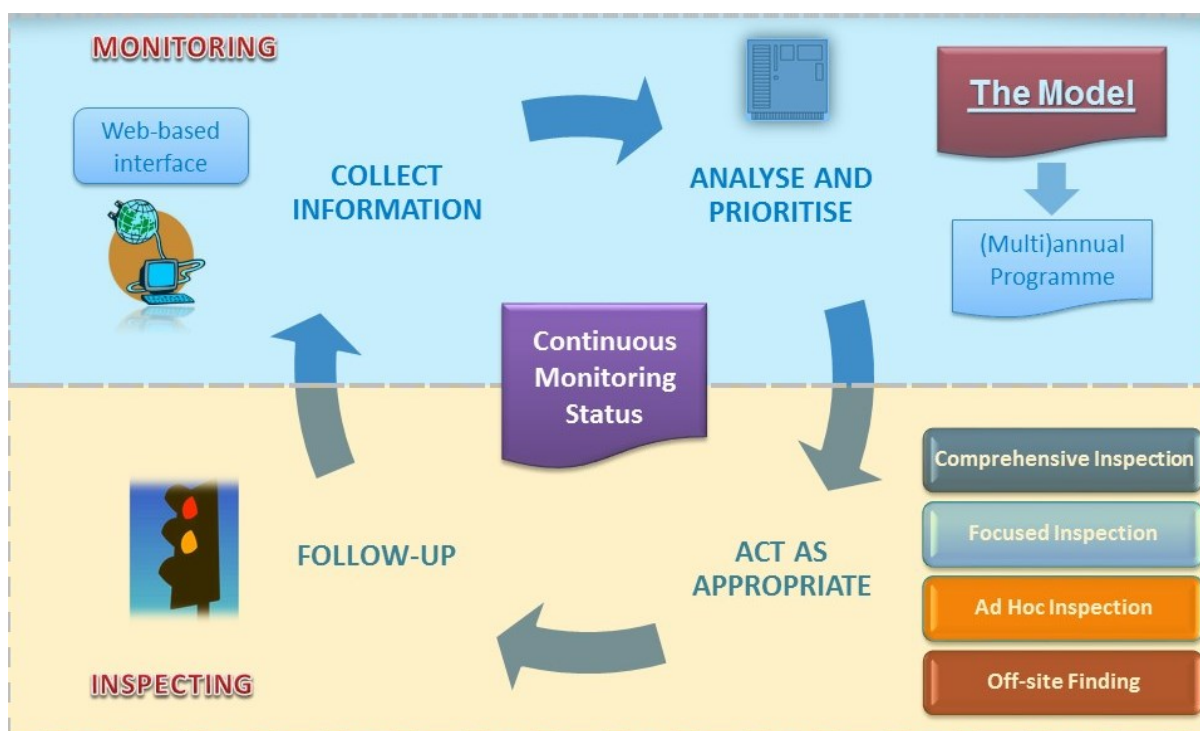 MONITORING
Web-based
interface
COLLECT
INFORMATION
ANALYSE AND
PRIORITISE
The Model
(Multi)annual
Programme
Continuous
Monitoring
Status
Comprehensive Inspection
Focused Inspection
Ad Hoc Inspection
Off-site Finding
ACT AS
APPROPRIATE
FOLLOW-UP
INSPECTING